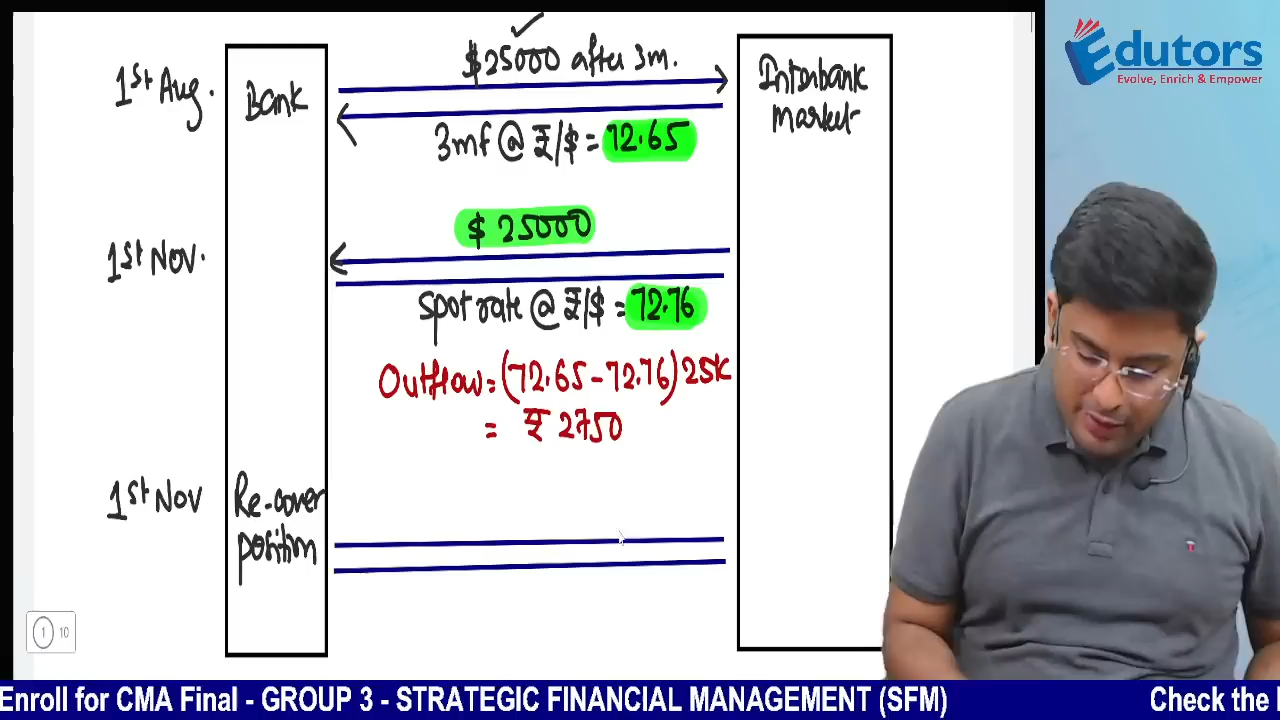 $25000 after 3m.
1st Aug.
Bank
Interbank
market
3mf @ ₹/$ = 72.65
$ 25000
1st Nov.
Spot rate @ ₹/$ = 72.76
Outflow = (72.65-72.76) 25K
= ₹ 2750
1st Nov
Re-cover
position
1 10
Edutors
Evolve, Enrich & Empower
Enroll for CMA Final - GROUP 3 - STRATEGIC FINANCIAL MANAGEMENT (SFM)
Check the